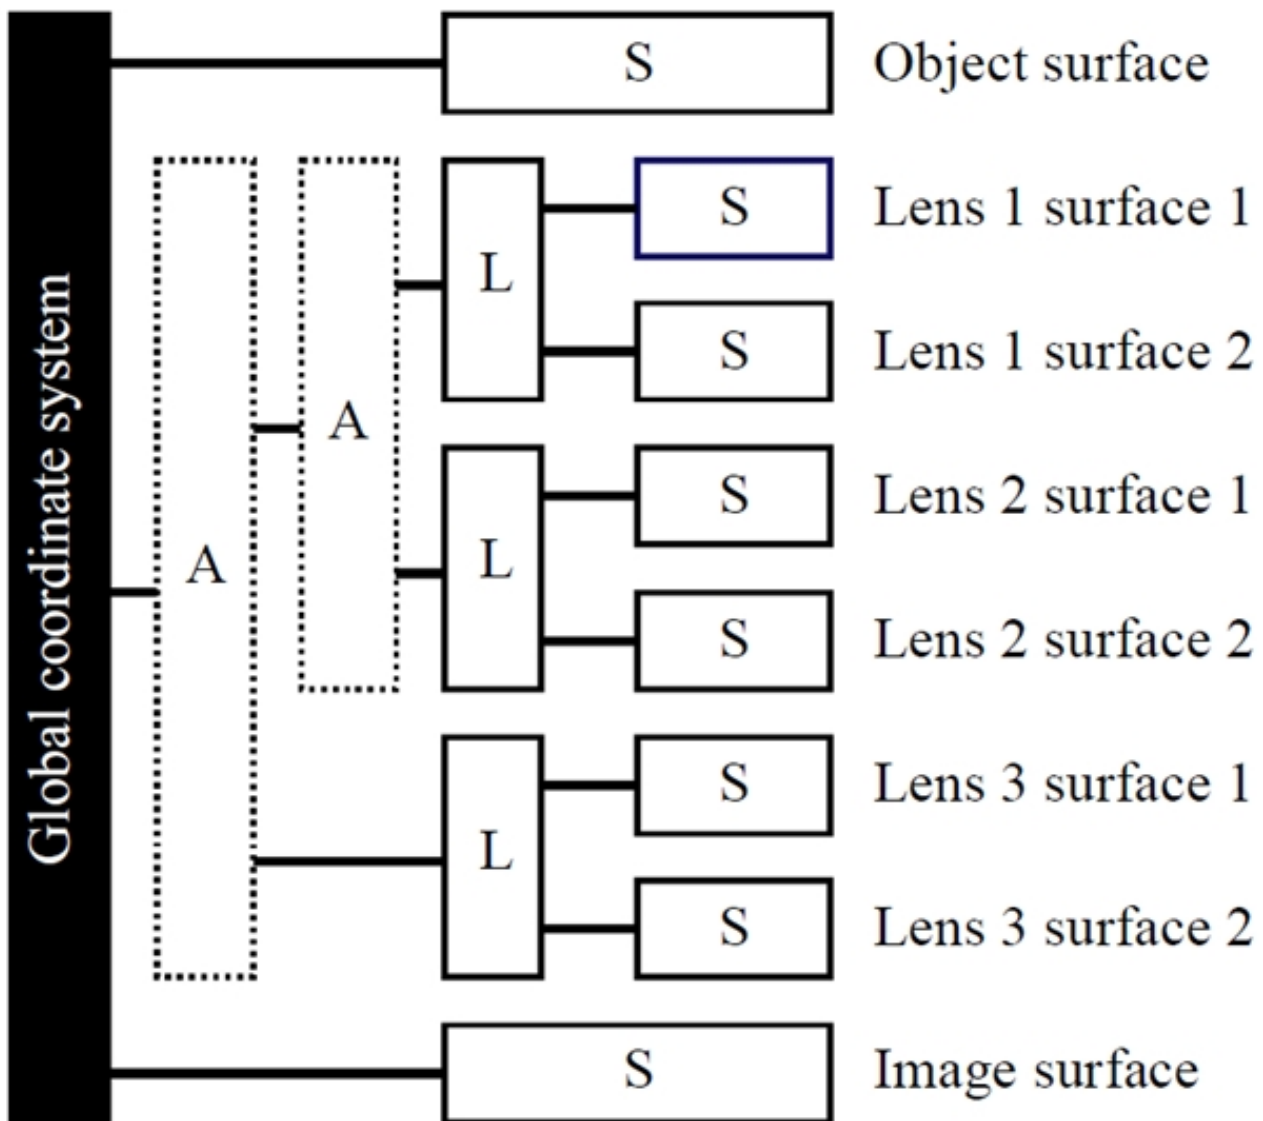 Global coordinate system
S Object surface
A
A
L
S Lens 1 surface 1
S Lens 1 surface 2
L
S Lens 2 surface 1
S Lens 2 surface 2
L
S Lens 3 surface 1
S Lens 3 surface 2
S Image surface